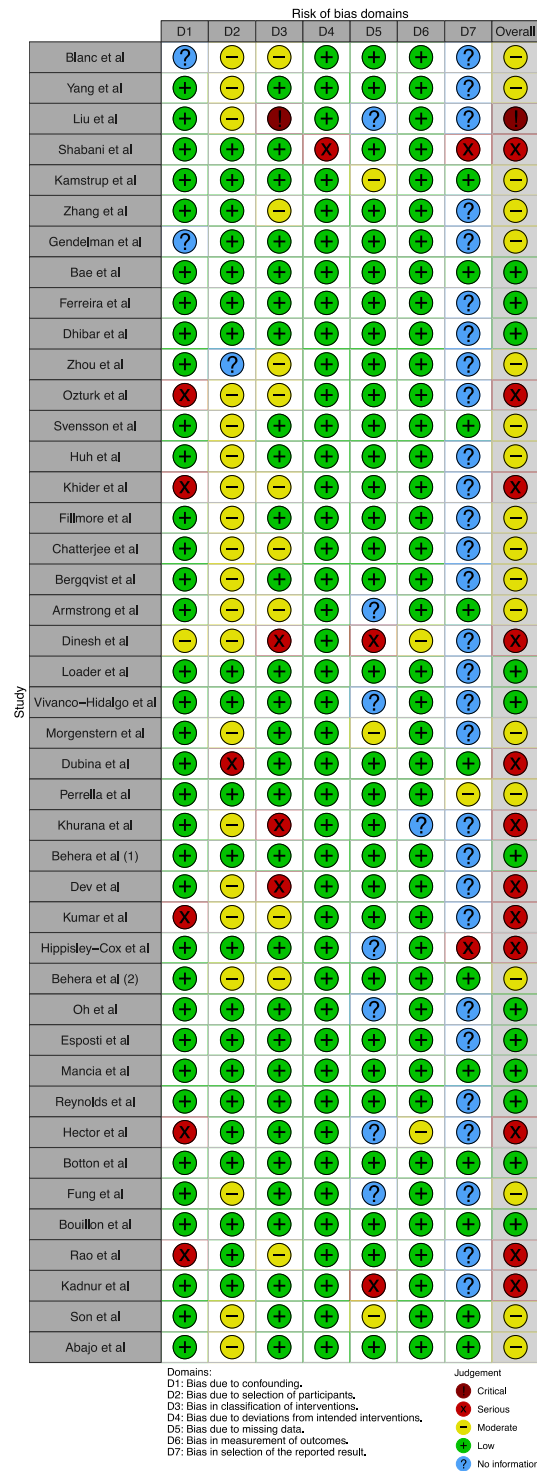 Risk of bias domains
D1 D2 D3 D4 D5 D6 D7 Overall
Study
Blanc et al ? − − + + + ? −
Yang et al + − + + + + ? −
Liu et al + − ! + ? + ? !
Shabani et al + + + X + + X X
Kamstrup et al + + + + − + + −
Zhang et al + + − + + + ? −
Gendelman et al ? + + + + + ? −
Bae et al + + + + + + + +
Ferreira et al + + + + + + ? +
Dhibar et al + + + + + + ? +
Zhou et al + ? − + + + ? −
Ozturk et al X − − + + + ? X
Svensson et al + − + + + + + −
Huh et al + − + + + + ? −
Khider et al X − − + + + ? X
Fillmore et al + − + + + + ? −
Chatterjee et al + − − + + + ? −
Bergqvist et al + − + + + + ? −
Armstrong et al + − − + ? + + −
Dinesh et al − − X + X − ? X
Loader et al + + + + + + ? +
Vivanco−Hidalgo et al + + + + ? + ? +
Morgenstern et al + − + + − + ? −
Dubina et al + X + + + + + X
Perrella et al + + + + + + − −
Khurana et al + − X + + ? ? X
Behera et al (1) + + + + + + ? +
Dev et al + − X + + + ? X
Kumar et al X − − + + + ? X
Hippisley−Cox et al + + + + ? + X X
Behera et al (2) + − − + + + + −
Oh et al + + + + ? + ? +
Esposti et al + + + + + + ? +
Mancia et al + + + + + + + +
Reynolds et al + + + + + + ? +
Hector et al X + + + ? − ? X
Botton et al + + + + + + + +
Fung et al + − + + ? + ? −
Bouillon et al + + + + + + + +
Rao et al X + − + + + ? X
Kadnur et al + + + + X + ? X
Son et al + − + + − + + −
Abajo et al + − + + + + + −
Domains:
D1: Bias due to confounding.
D2: Bias due to selection of participants.
D3: Bias in classification of interventions.
D4: Bias due to deviations from intended interventions.
D5: Bias due to missing data.
D6: Bias in measurement of outcomes.
D7: Bias in selection of the reported result.
Judgement
! Critical
X Serious
− Moderate
+ Low
? No information